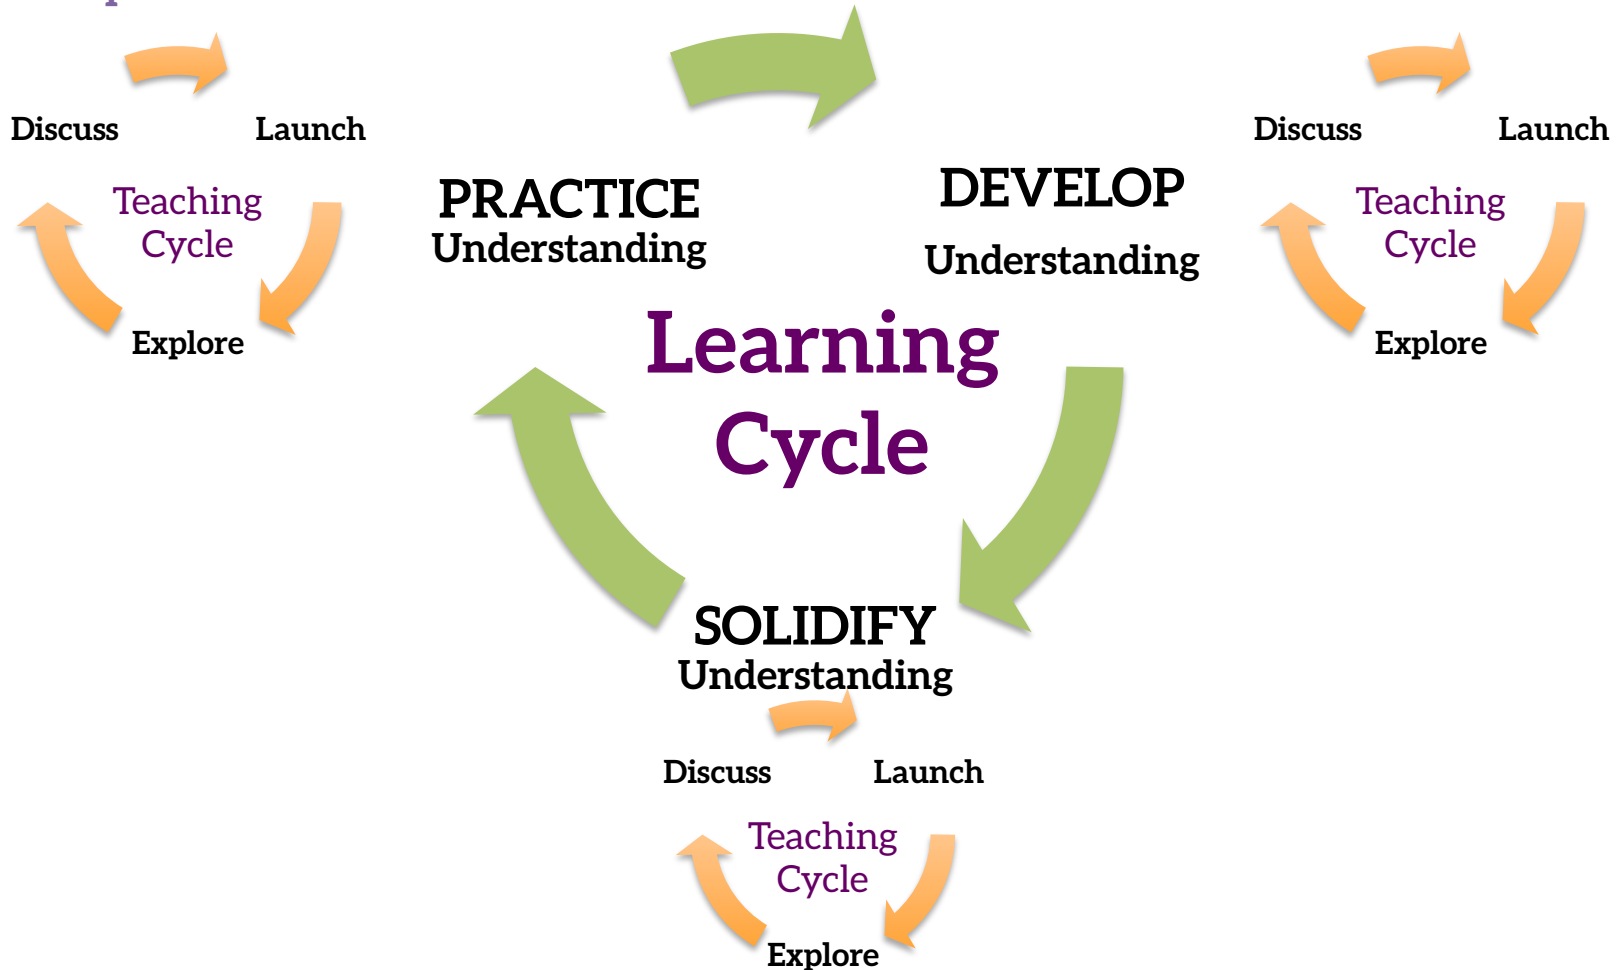 Discuss
Launch
Teaching
Cycle
Explore
PRACTICE
Understanding
DEVELOP
Understanding
Discuss
Launch
Teaching
Cycle
Explore
Learning
Cycle
SOLIDIFY
Understanding
Discuss
Launch
Teaching
Cycle
Explore